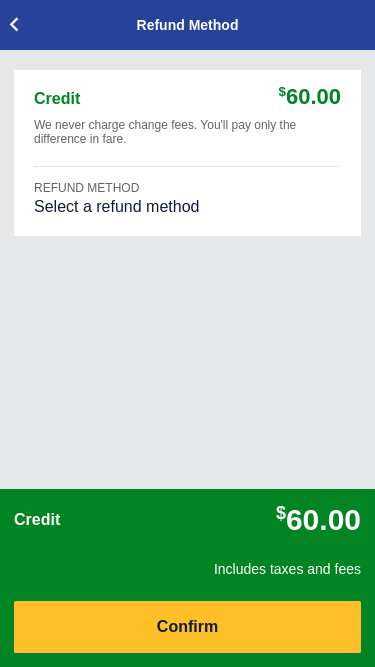 Refund Method
Credit
$60.00
We never charge change fees. You'll pay only the
difference in fare.
REFUND METHOD
Select a refund method
Credit
$60.00
Includes taxes and fees
Confirm